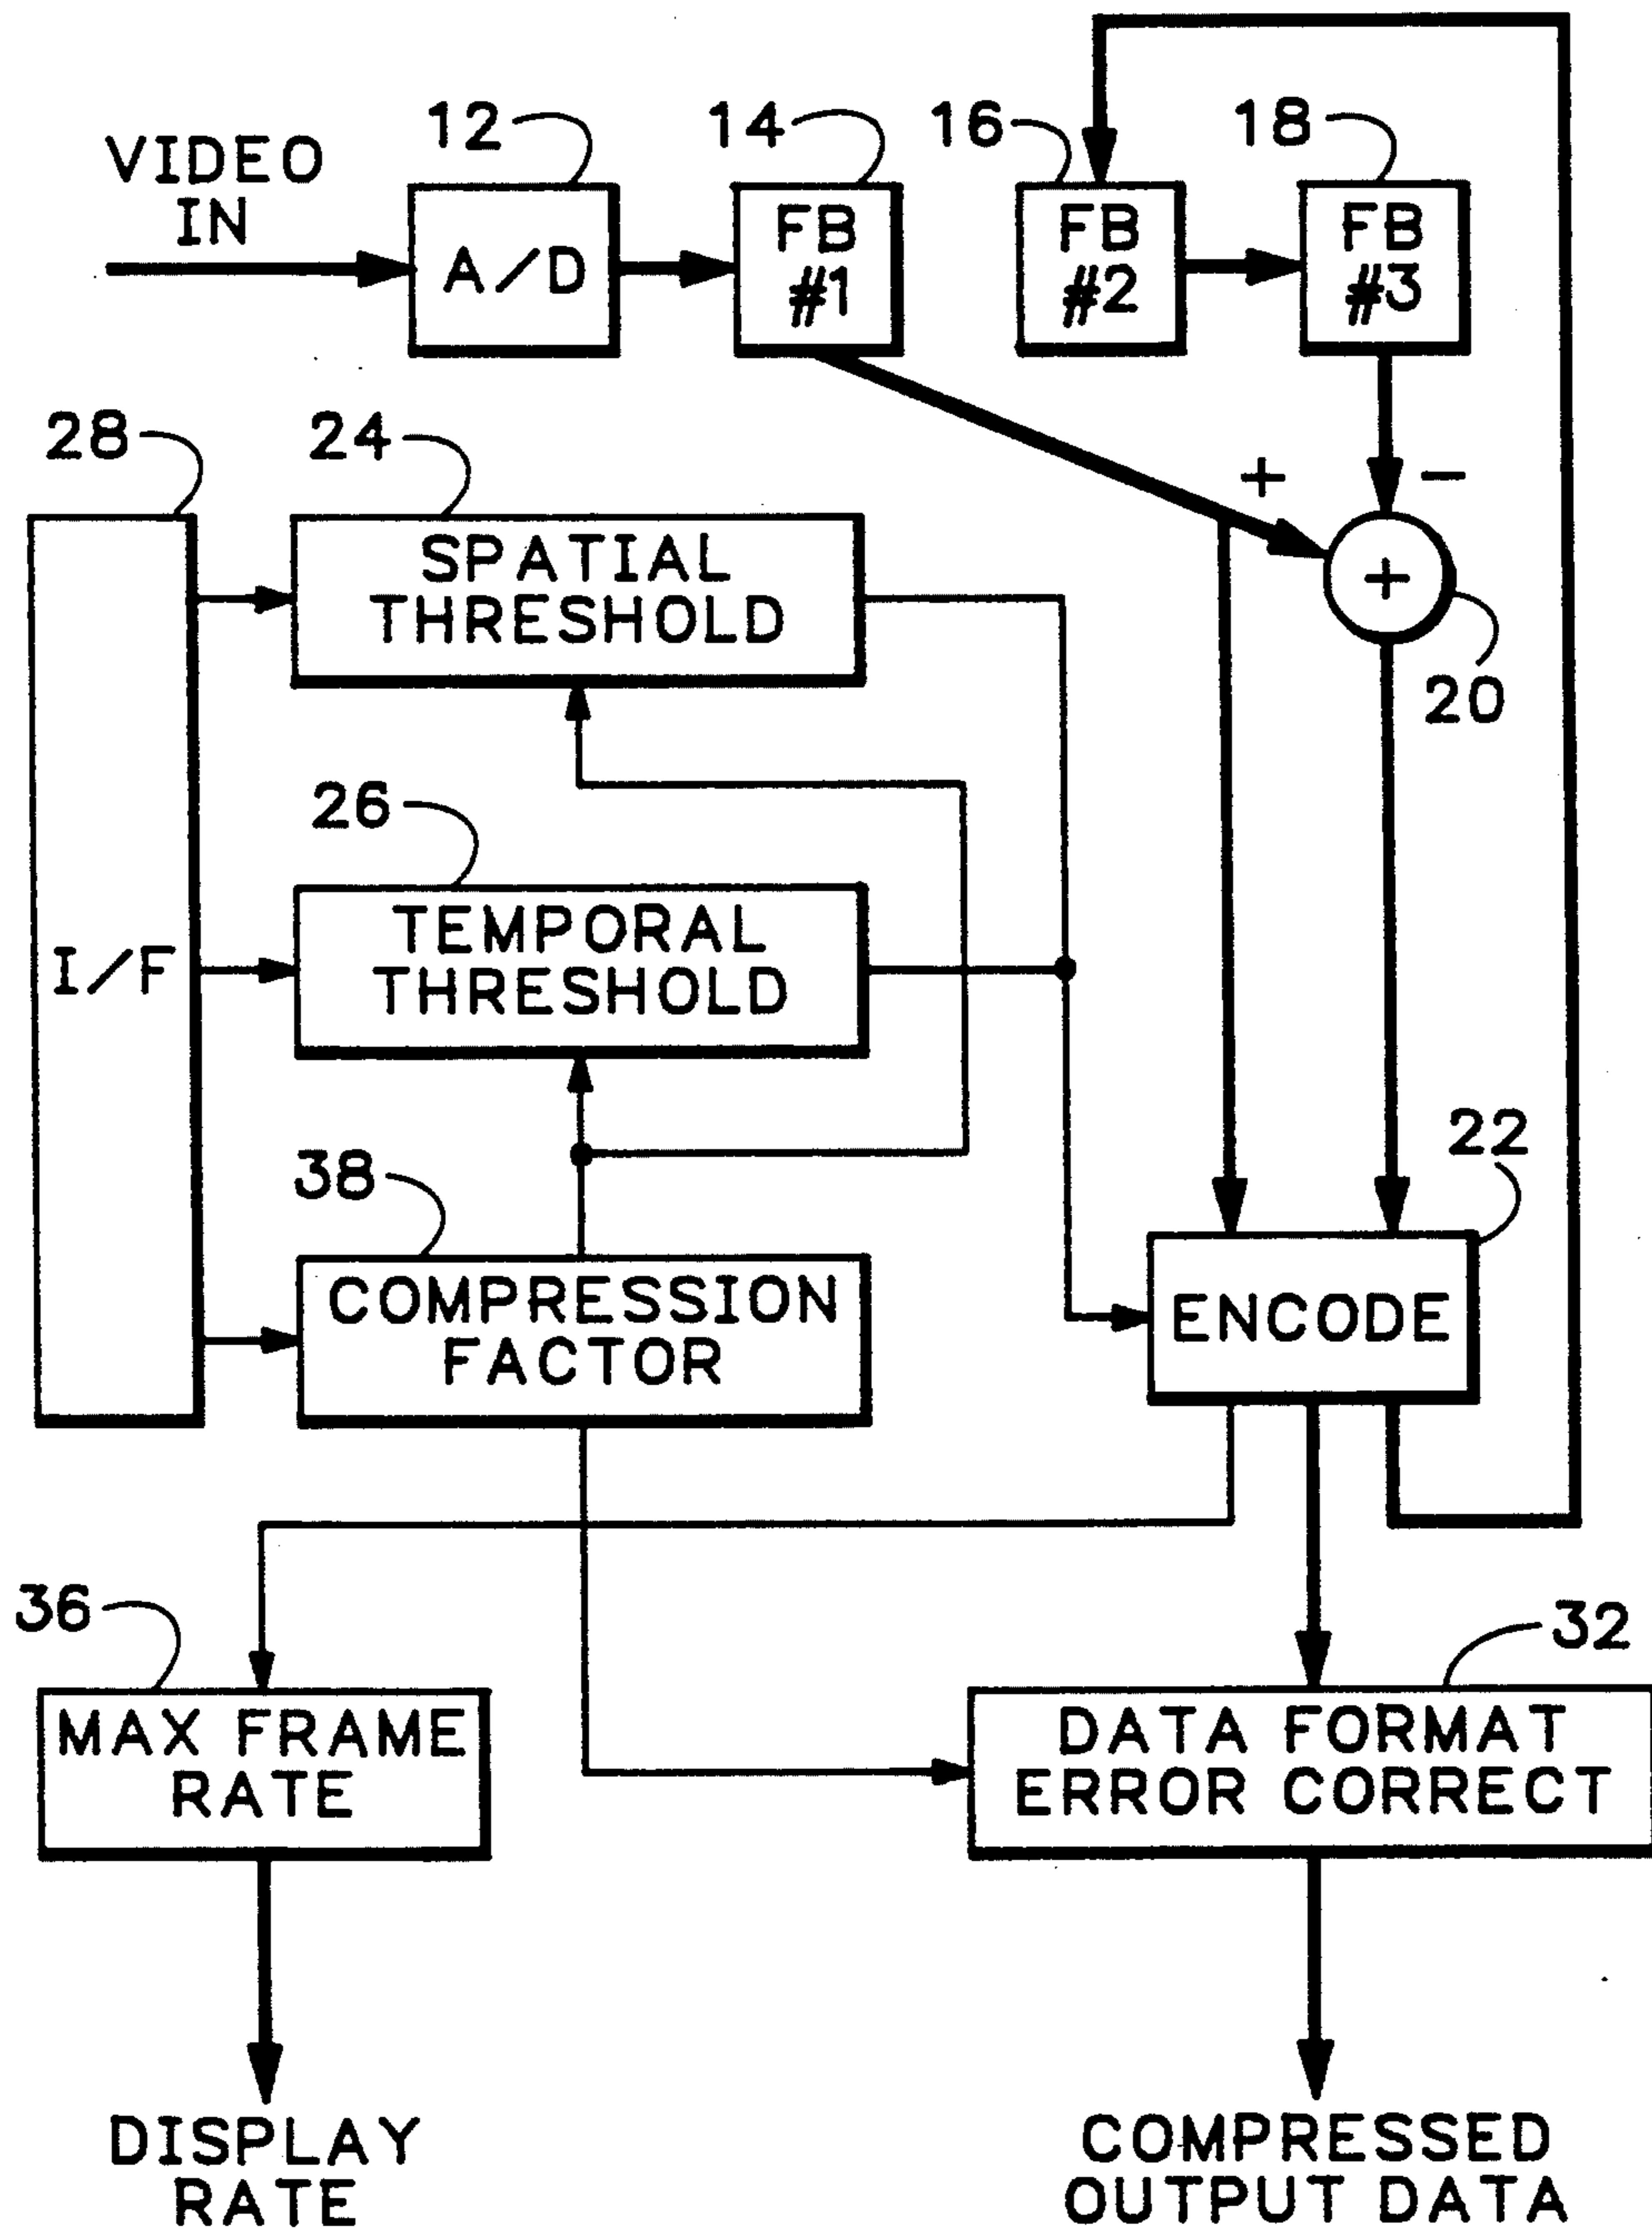 12
14
16
18
VIDEO
IN
A/D
FB
#1
FB
#2
FB
#3
28
24
+
−
SPATIAL
THRESHOLD
+
20
26
I/F
TEMPORAL
THRESHOLD
22
38
COMPRESSION
FACTOR
ENCODE
36
32
MAX FRAME
RATE
DATA FORMAT
ERROR CORRECT
DISPLAY
RATE
COMPRESSED
OUTPUT DATA